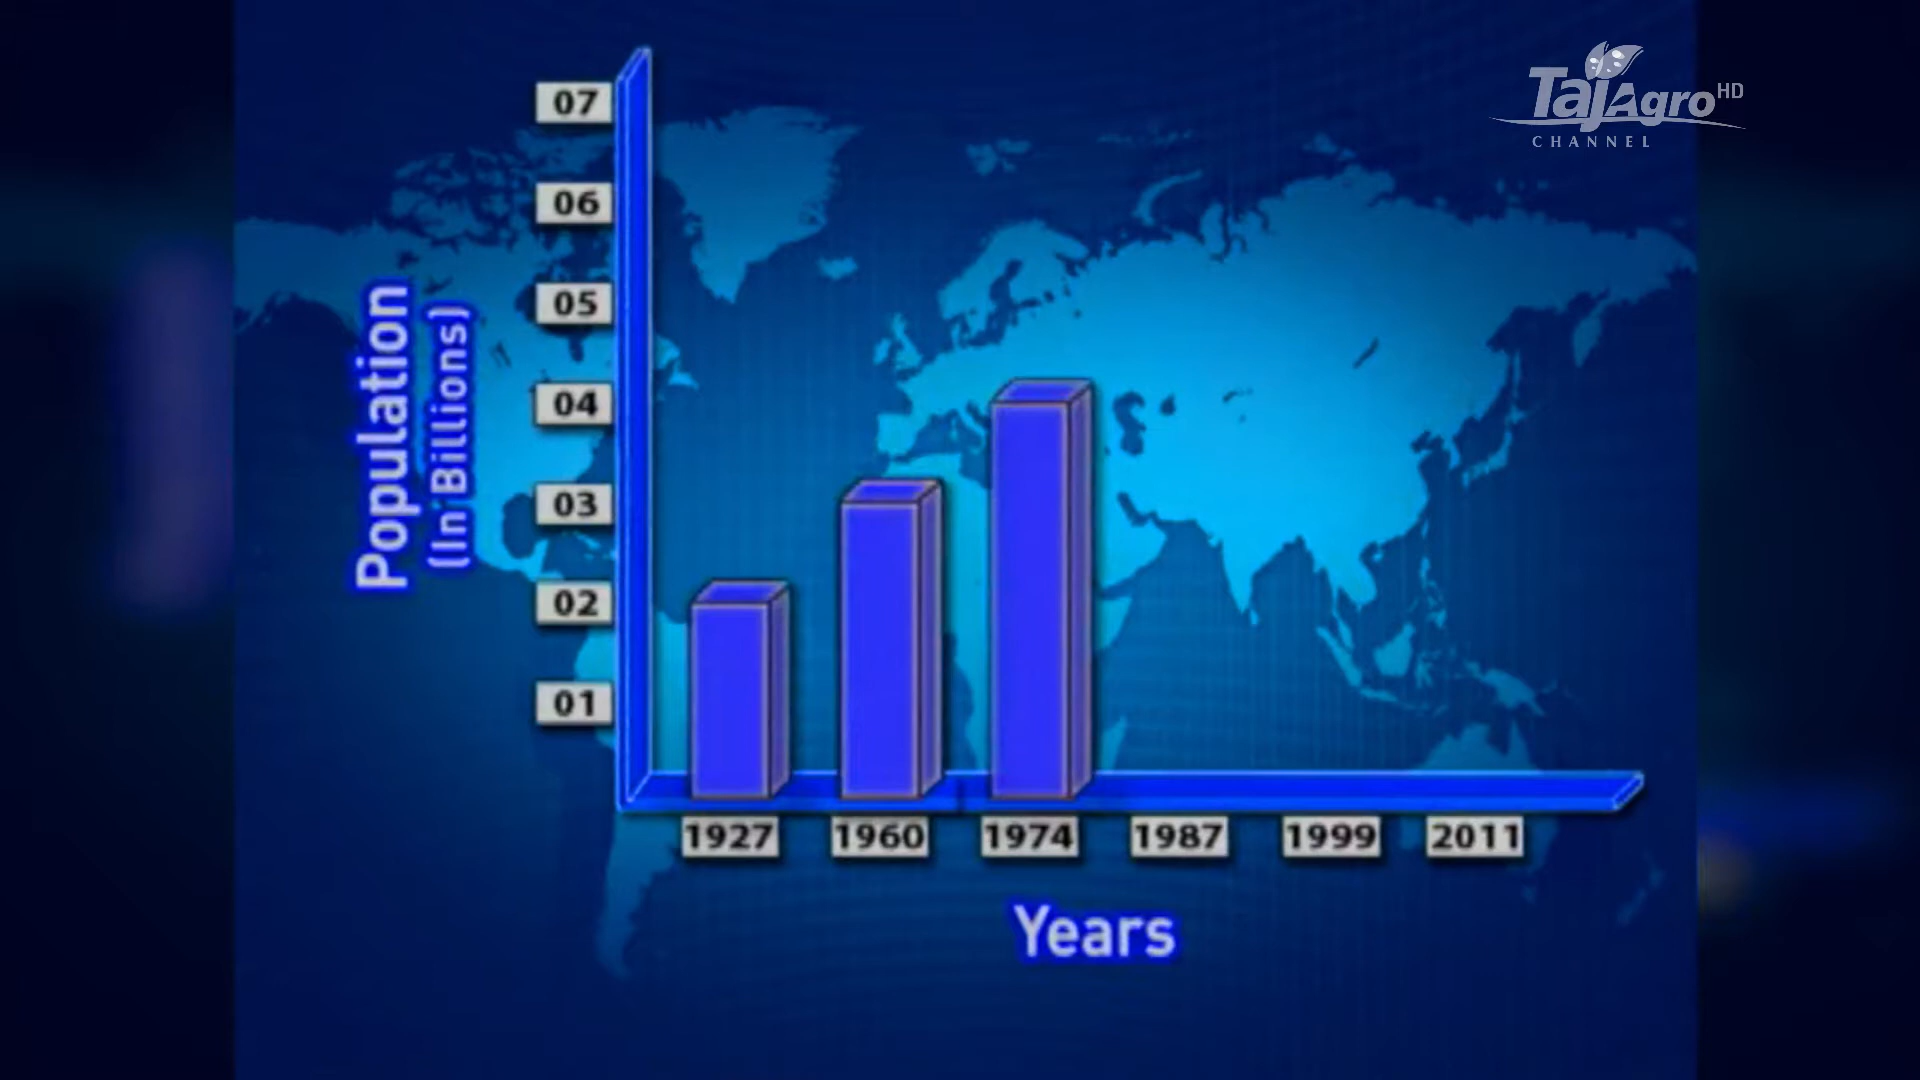 TajAgro HD
CHANNEL
07
06
05
04
03
02
01
Population
(In Billions)
1927 1960 1974 1987 1999 2011
Years